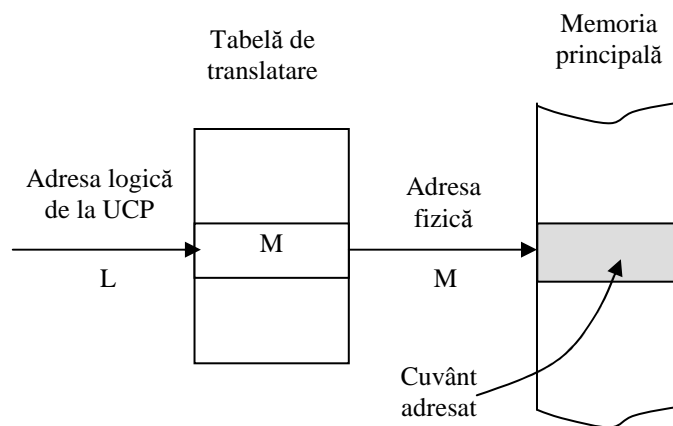 Tabelă de
translatare
Memoria
principală
Adresa logică
de la UCP
L
M
Adresa
fizică
M
Cuvânt
adresat